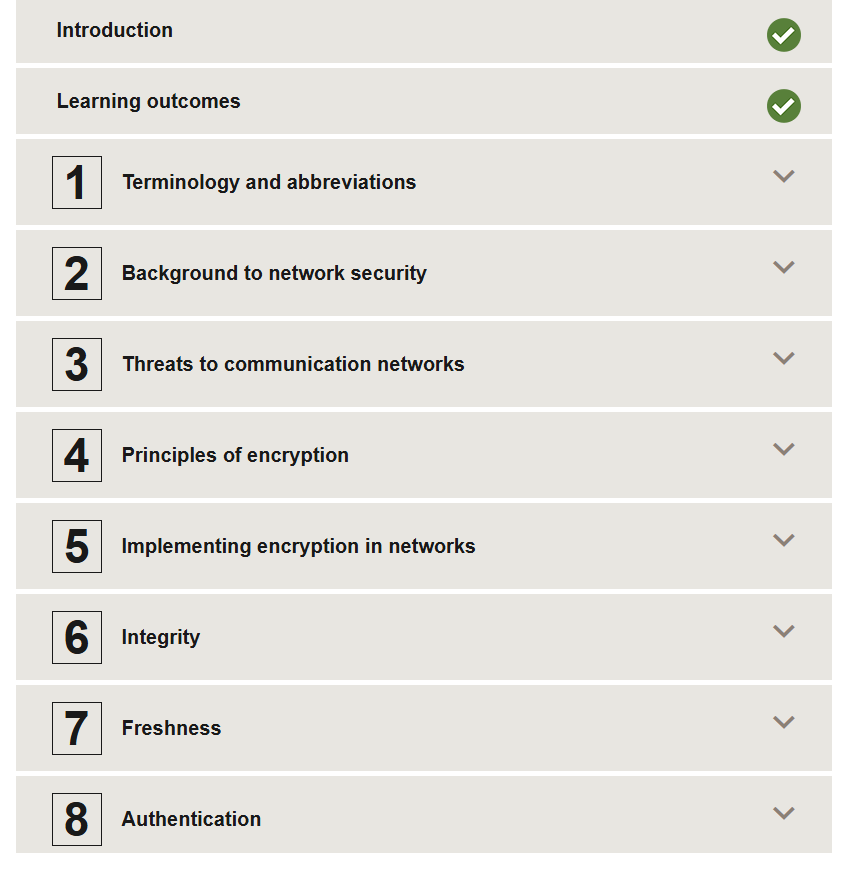 Introduction
Learning outcomes
1 Terminology and abbreviations
2 Background to network security
3 Threats to communication networks
4 Principles of encryption
5 Implementing encryption in networks
6 Integrity
7 Freshness
8 Authentication